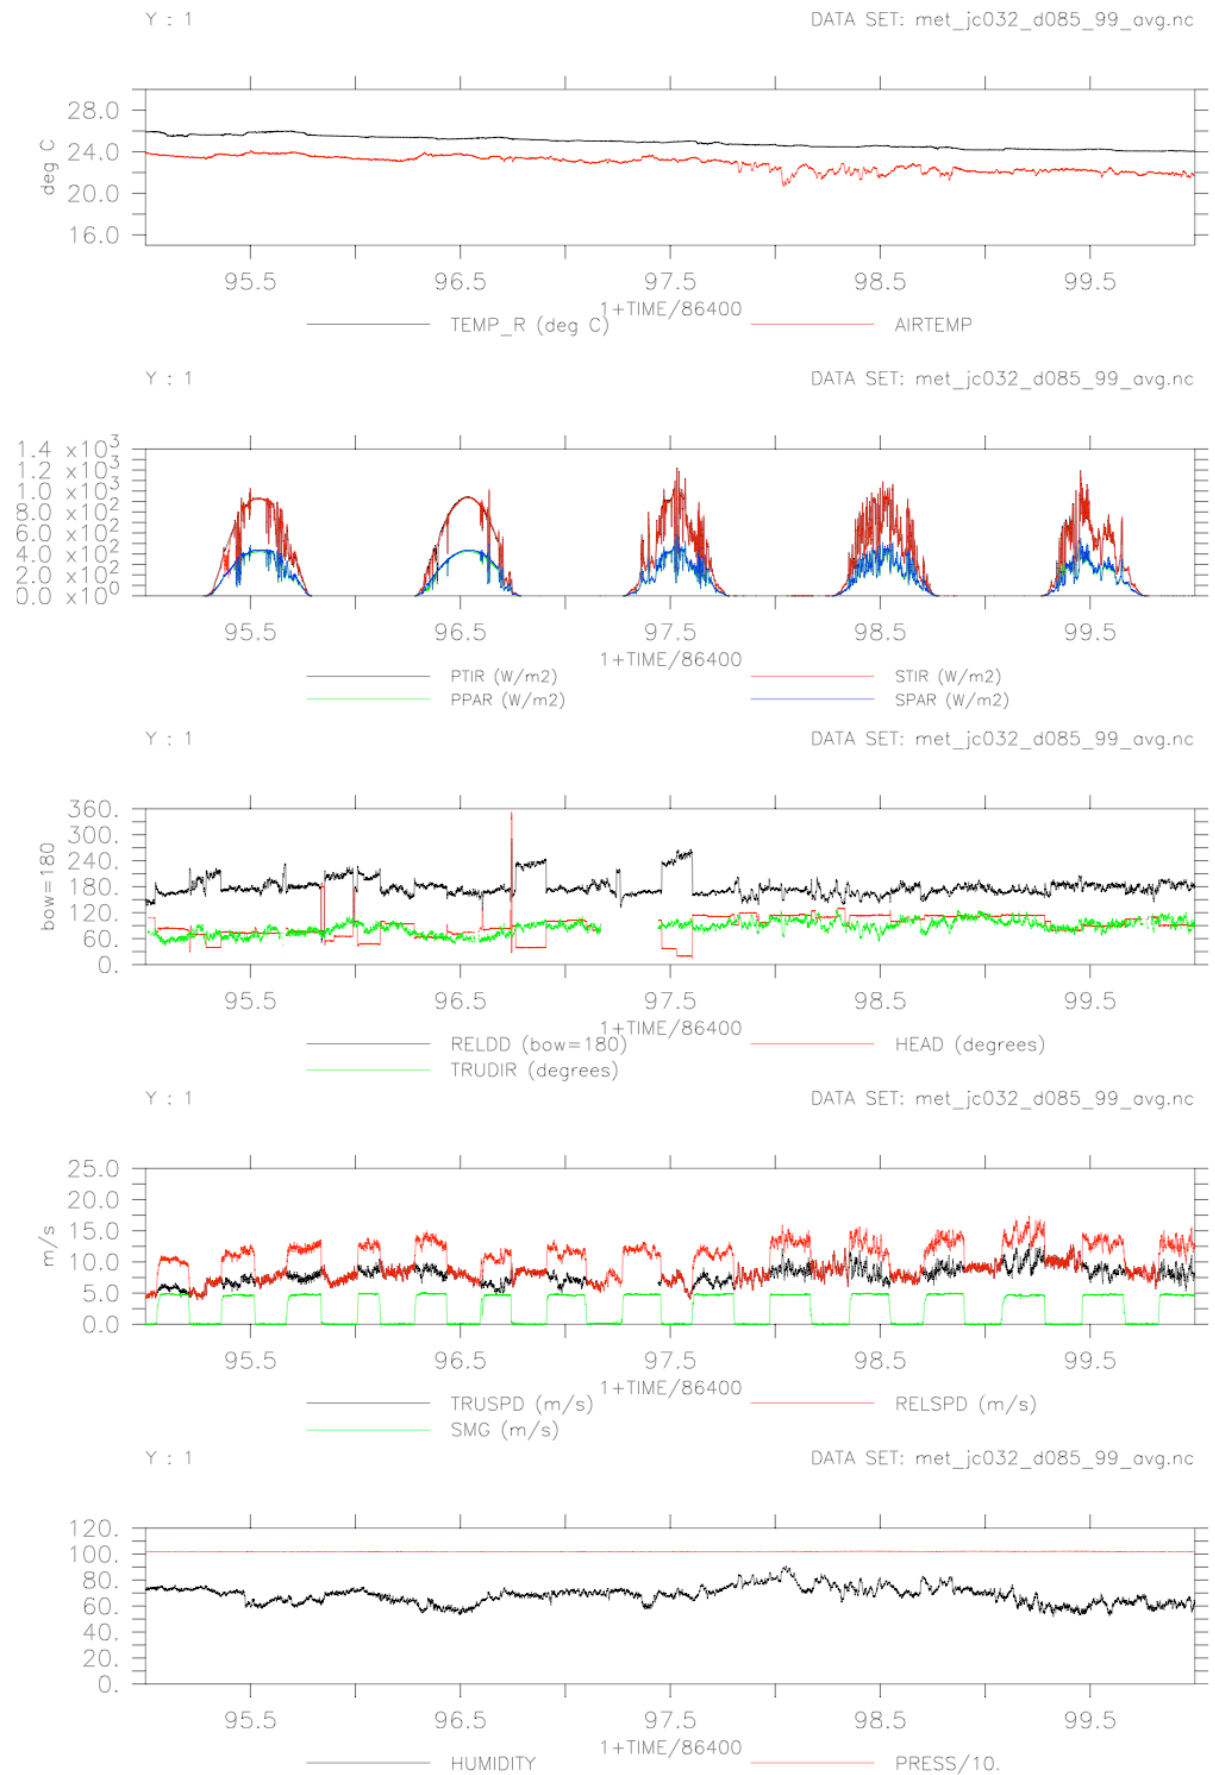 Y : 1 DATA SET: met_jc032_d085_99_avg.nc
28.0
24.0
20.0
16.0
deg C
95.5 96.5 97.5 98.5 99.5
1+TIME/86400
TEMP_R (deg C) AIRTEMP
Y : 1 DATA SET: met_jc032_d085_99_avg.nc
1.4 x10³
1.2 x10³
1.0 x10³
8.0 x10²
6.0 x10²
4.0 x10²
2.0 x10²
0.0 x10⁰
95.5 96.5 97.5 98.5 99.5
1+TIME/86400
PTIR (W/m2) STIR (W/m2)
PPAR (W/m2) SPAR (W/m2)
Y : 1 DATA SET: met_jc032_d085_99_avg.nc
360.
300.
240.
180.
120.
60.
0.
bow=180
95.5 96.5 97.5 98.5 99.5
1+TIME/86400
RELDD (bow=180) HEAD (degrees)
TRUDIR (degrees)
Y : 1 DATA SET: met_jc032_d085_99_avg.nc
25.0
20.0
15.0
10.0
5.0
0.0
m/s
95.5 96.5 97.5 98.5 99.5
1+TIME/86400
TRUSPD (m/s) RELSPD (m/s)
SMG (m/s)
Y : 1 DATA SET: met_jc032_d085_99_avg.nc
120.
100.
80.
60.
40.
20.
0.
95.5 96.5 97.5 98.5 99.5
1+TIME/86400
HUMIDITY PRESS/10.